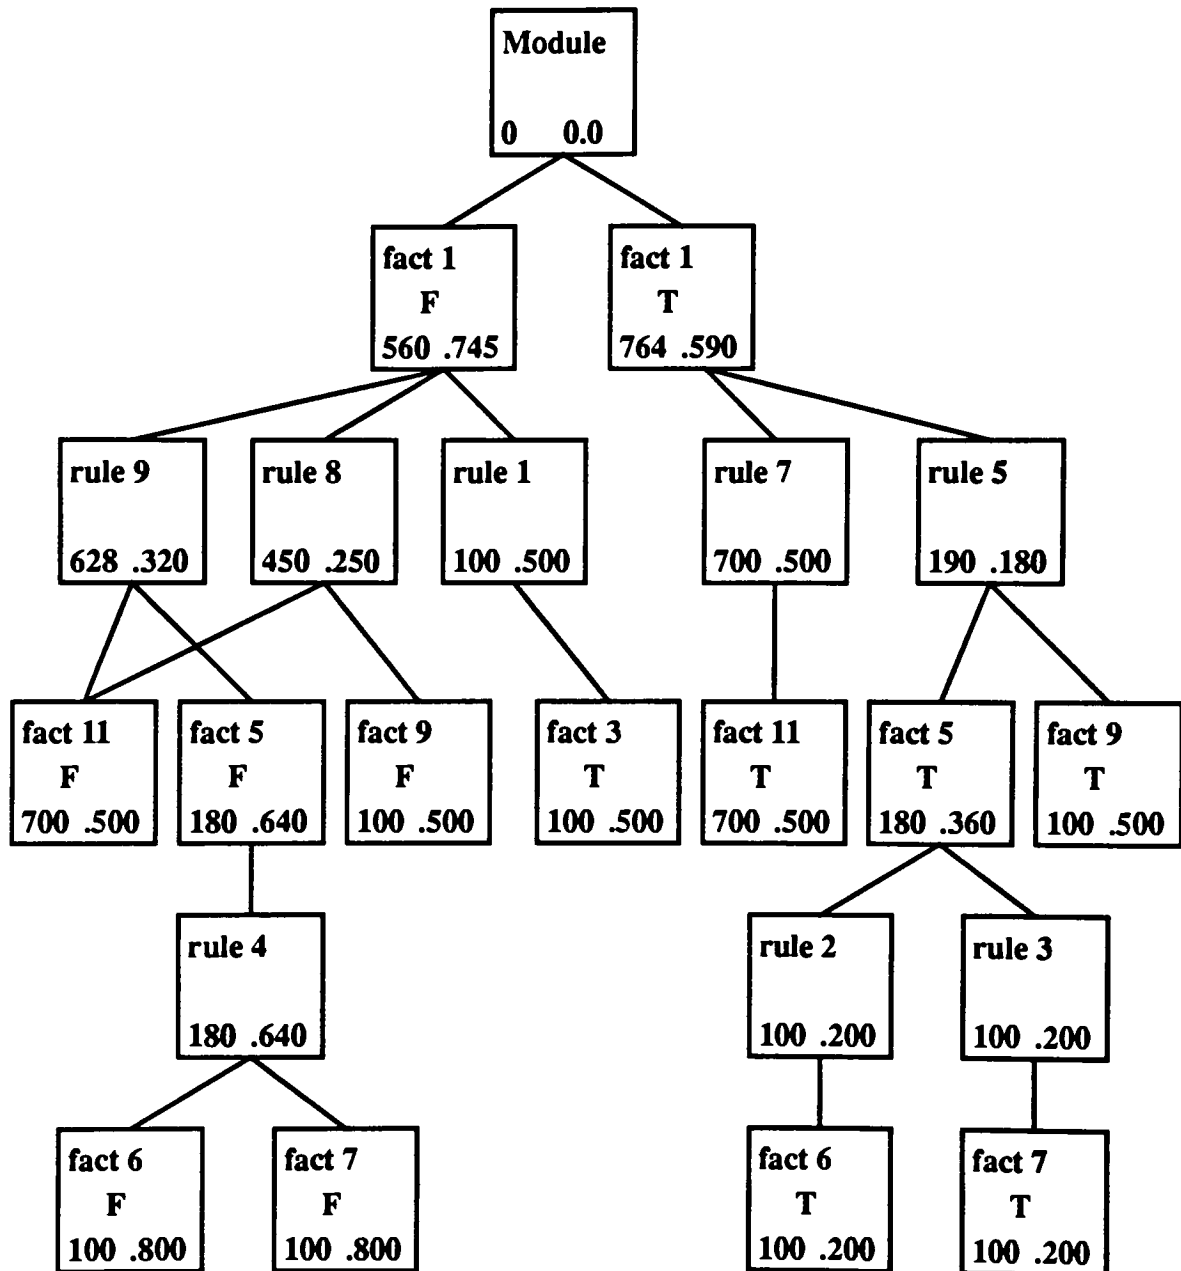 Module
0 0.0
fact 1
F
560 .745
fact 1
T
764 .590
rule 9
628 .320
rule 8
450 .250
rule 1
100 .500
rule 7
700 .500
rule 5
190 .180
fact 11
F
700 .500
fact 5
F
180 .640
fact 9
F
100 .500
fact 3
T
100 .500
fact 11
T
700 .500
fact 5
T
180 .360
fact 9
T
100 .500
rule 4
180 .640
rule 2
100 .200
rule 3
100 .200
fact 6
F
100 .800
fact 7
F
100 .800
fact 6
T
100 .200
fact 7
T
100 .200